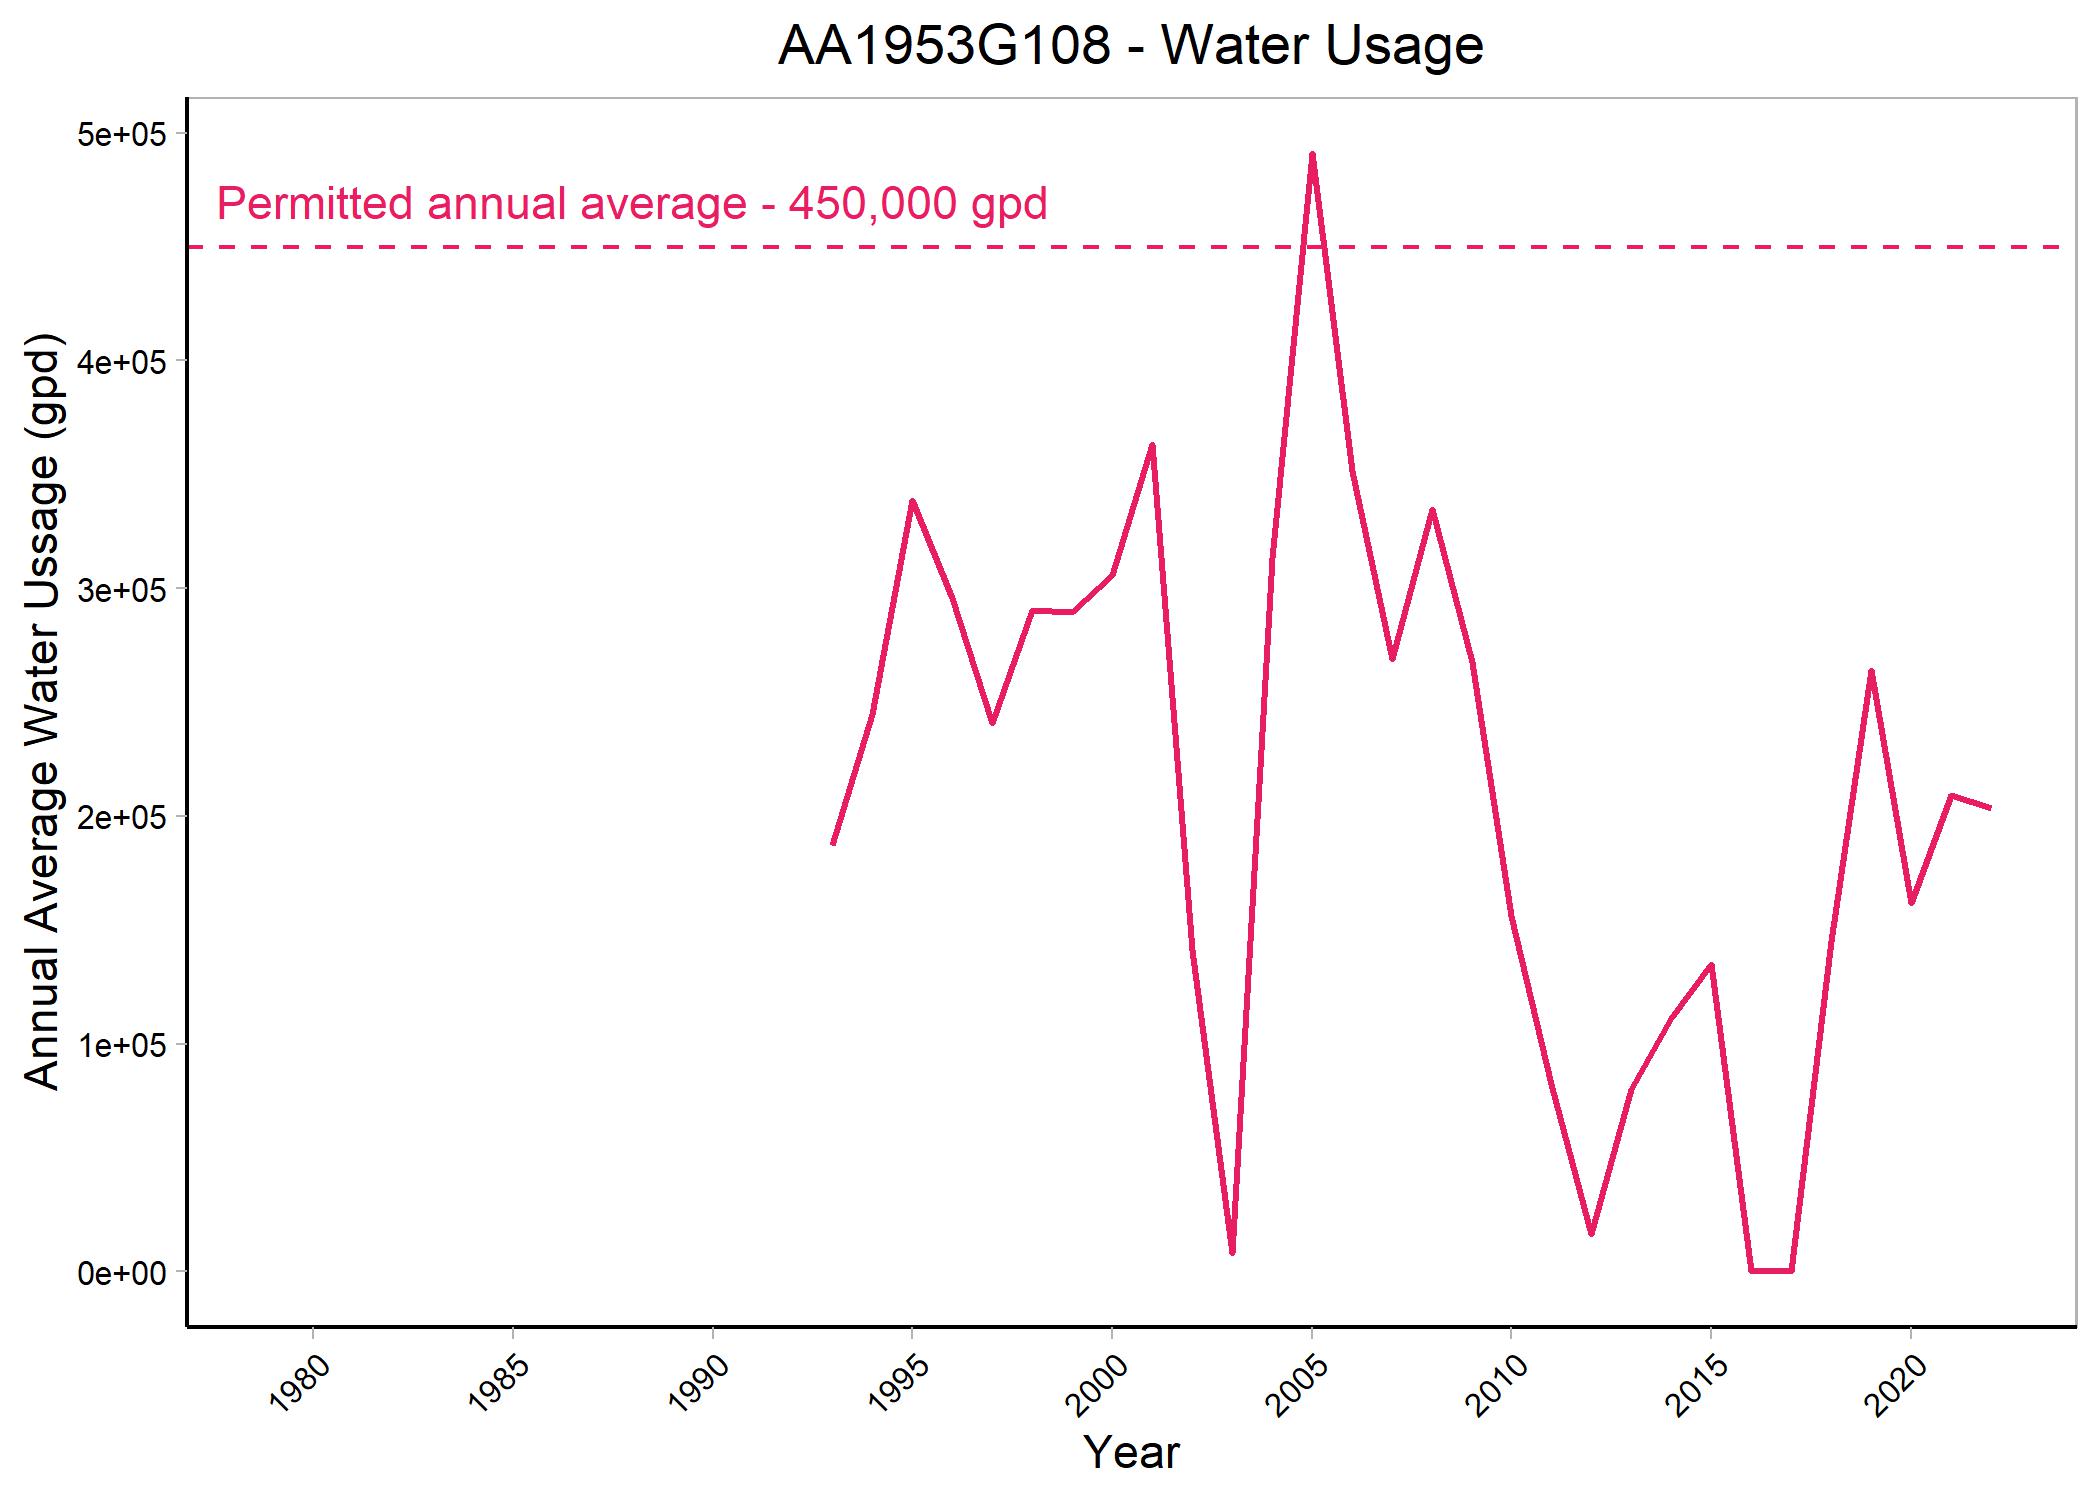 AA1953G108 - Water Usage
5e+05
Permitted annual average - 450,000 gpd
4e+05
3e+05
2e+05
1e+05
0e+00
Annual Average Water Ussage (gpd)
1980
1985
1990
1995
2000
2005
2010
2015
2020
Year